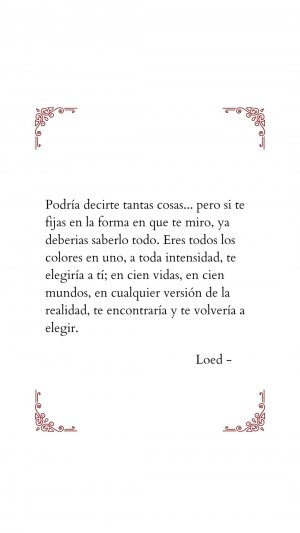 Podría decirte tantas cosas... pero si te
fijas en la forma en que te miro, ya
deberias saberlo todo. Eres todos los
colores en uno, a toda intensidad, te
elegiría a tí; en cien vidas, en cien
mundos, en cualquier versión de la
realidad, te encontraría y te volvería a
elegir.
Loed -